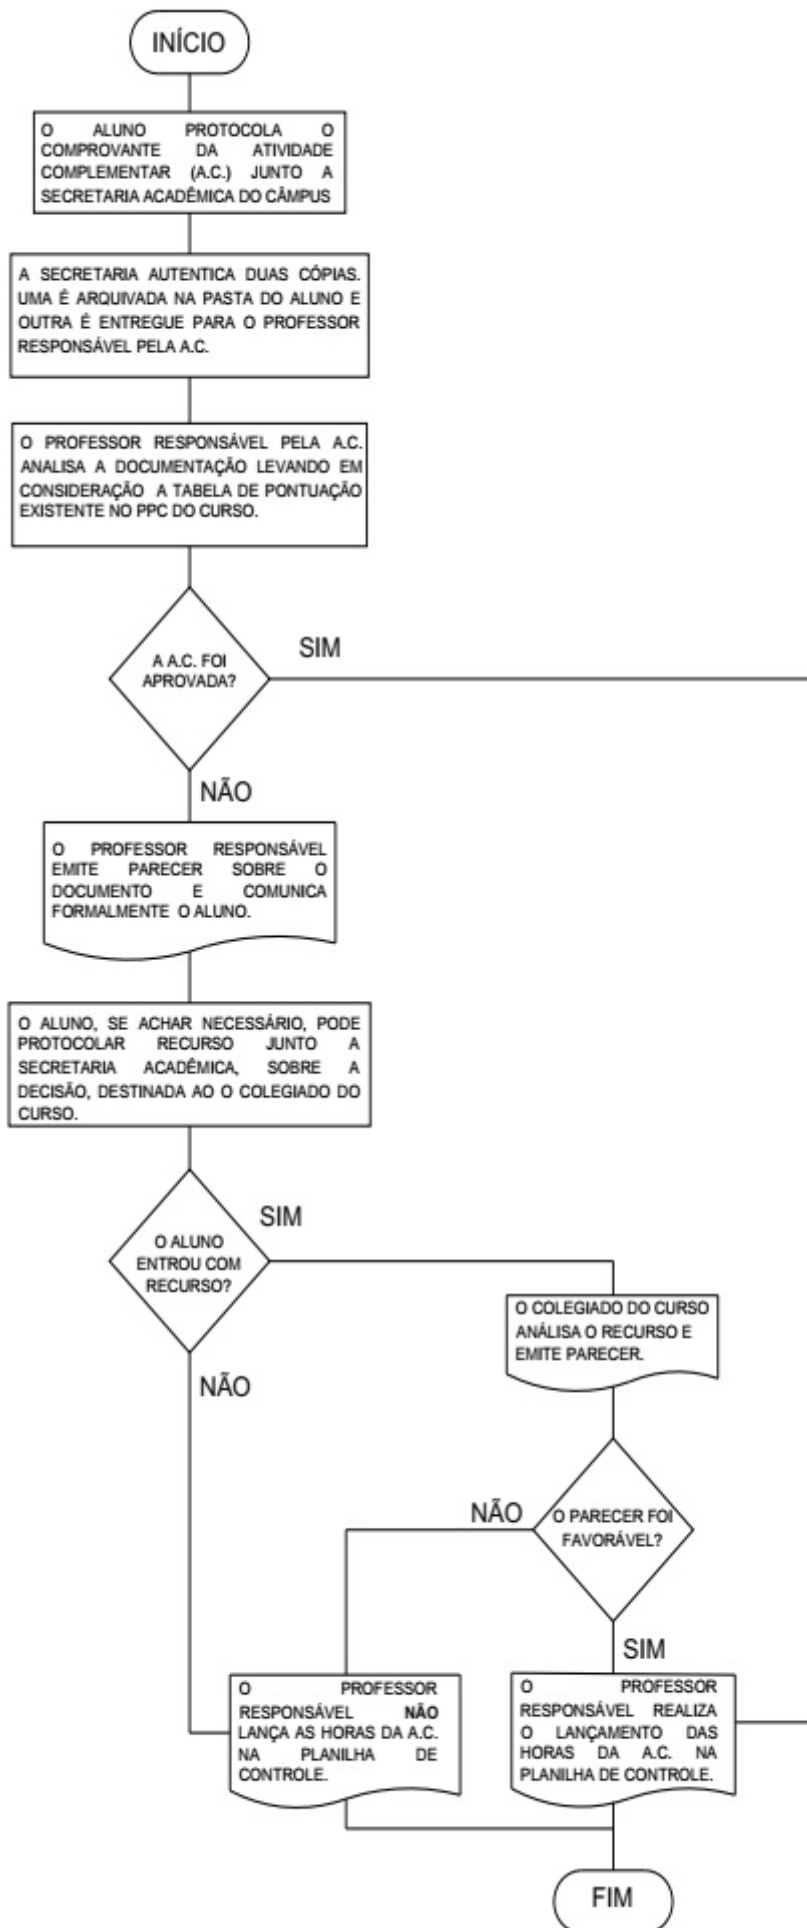 INÍCIO
O ALUNO PROTOCOLA O
COMPROVANTE DA ATIVIDADE
COMPLEMENTAR (A.C.) JUNTO A
SECRETARIA ACADÊMICA DO CÂMPUS
A SECRETARIA AUTENTICA DUAS CÓPIAS.
UMA É ARQUIVADA NA PASTA DO ALUNO E
OUTRA É ENTREGUE PARA O PROFESSOR
RESPONSÁVEL PELA A.C.
O PROFESSOR RESPONSÁVEL PELA A.C.
ANALISA A DOCUMENTAÇÃO LEVANDO EM
CONSIDERAÇÃO A TABELA DE PONTUAÇÃO
EXISTENTE NO PPC DO CURSO.
A A.C. FOI
APROVADA?
SIM
NÃO
O PROFESSOR RESPONSÁVEL
EMITE PARECER SOBRE O
DOCUMENTO E COMUNICA
FORMALMENTE O ALUNO.
O ALUNO, SE ACHAR NECESSÁRIO, PODE
PROTOCOLAR RECURSO JUNTO A
SECRETARIA ACADÊMICA, SOBRE A
DECISÃO, DESTINADA AO O COLEGIADO DO
CURSO.
O ALUNO
ENTROU COM
RECURSO?
SIM
NÃO
O COLEGIADO DO CURSO
ANÁLISA O RECURSO E
EMITE PARECER.
O PARECER FOI
FAVORÁVEL?
NÃO
SIM
O PROFESSOR
RESPONSÁVEL NÃO
LANÇA AS HORAS DA A.C.
NA PLANILHA DE
CONTROLE.
O PROFESSOR
RESPONSÁVEL REALIZA
O LANÇAMENTO DAS
HORAS DA A.C. NA
PLANILHA DE CONTROLE.
FIM